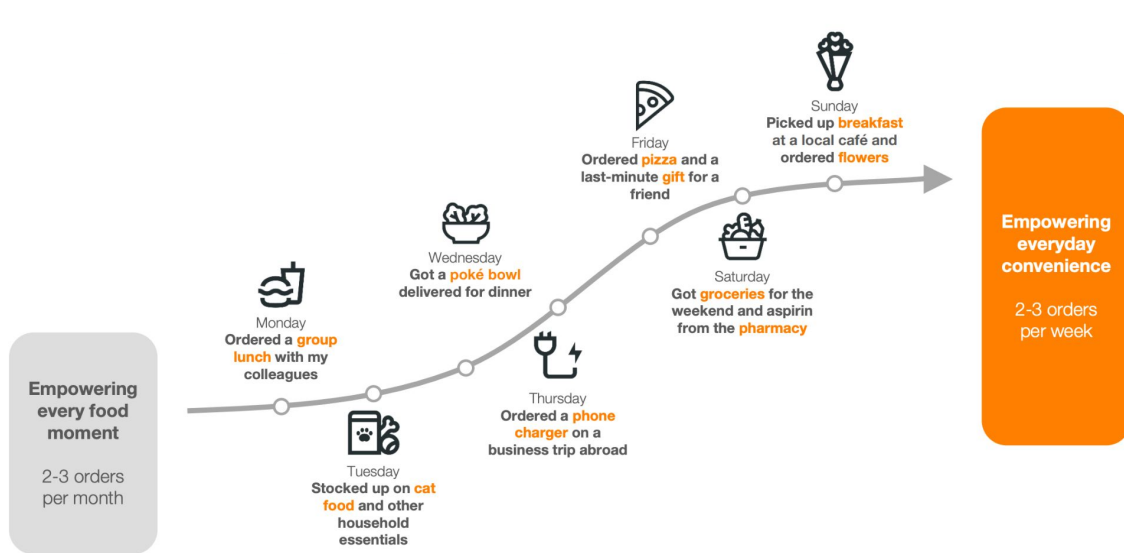 Empowering
every food
moment
2-3 orders
per month
Monday
Ordered a group
lunch with my
colleagues
Tuesday
Stocked up on cat
food and other
household
essentials
Wednesday
Got a poké bowl
delivered for dinner
Thursday
Ordered a phone
charger on a
business trip abroad
Friday
Ordered pizza and a
last-minute gift for a
friend
Saturday
Got groceries for the
weekend and aspirin
from the pharmacy
Sunday
Picked up breakfast
at a local café and
ordered flowers
Empowering
everyday
convenience
2-3 orders
per week